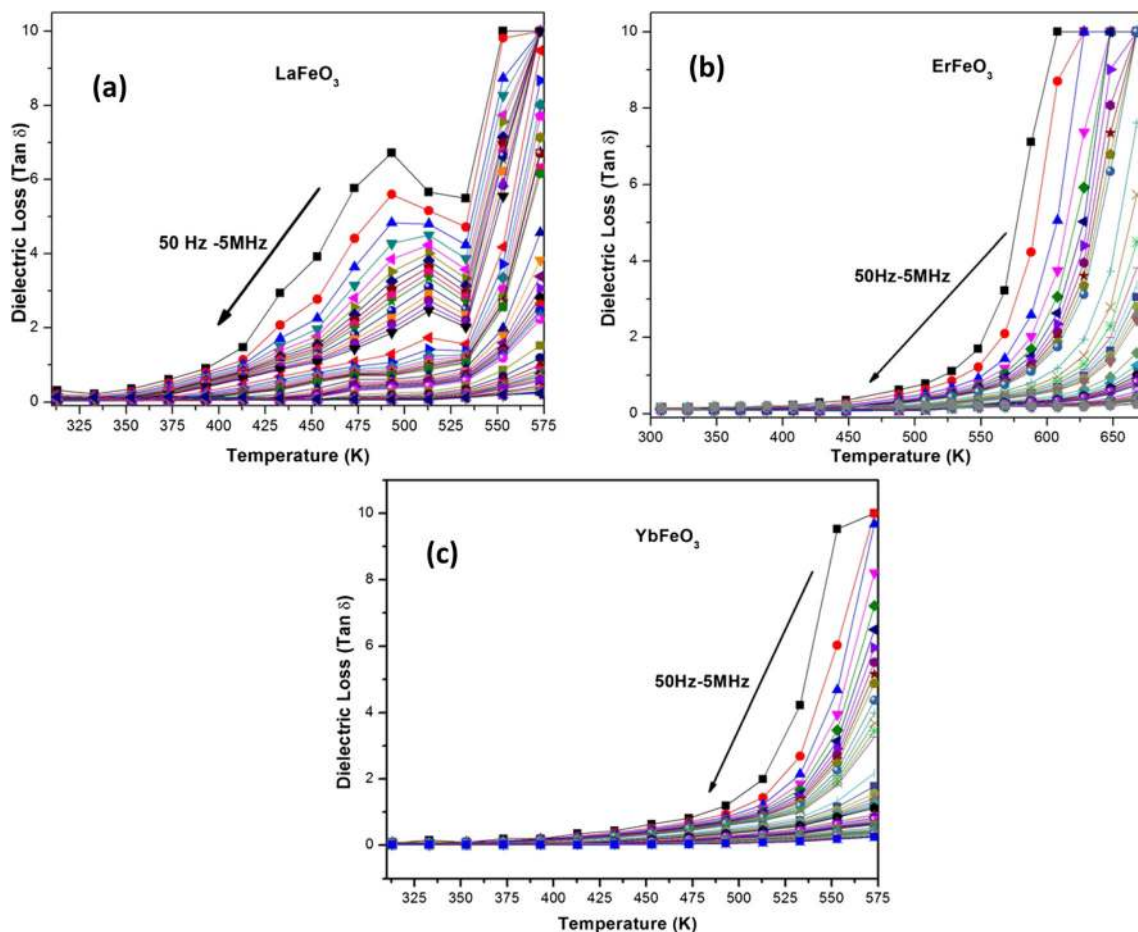 (a)
LaFeO3
50 Hz -5MHz
Dielectric Loss (Tan δ)
10
8
6
4
2
0
325 350 375 400 425 450 475 500 525 550 575
Temperature (K)
(b)
ErFeO3
50Hz-5MHz
Dielectric Loss (Tan δ)
10
8
6
4
2
0
300 350 400 450 500 550 600 650
Temperature (K)
(c)
YbFeO3
50Hz-5MHz
Dielectric Loss (Tan δ)
10
8
6
4
2
0
325 350 375 400 425 450 475 500 525 550 575
Temperature (K)